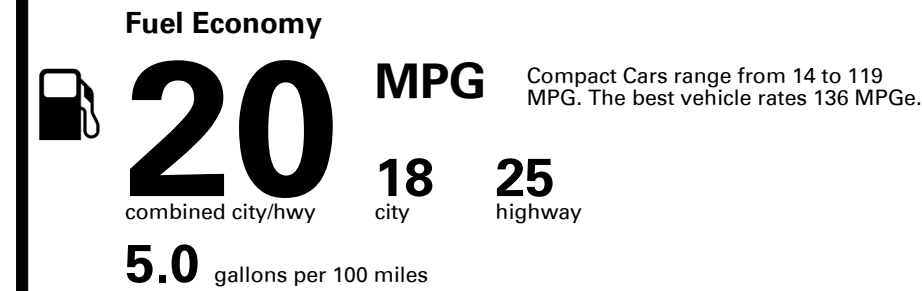 Fuel Economy
20 MPG
Compact Cars range from 14 to 119
MPG. The best vehicle rates 136 MPGe.
18 25
combined city/hwy city highway
5.0 gallons per 100 miles